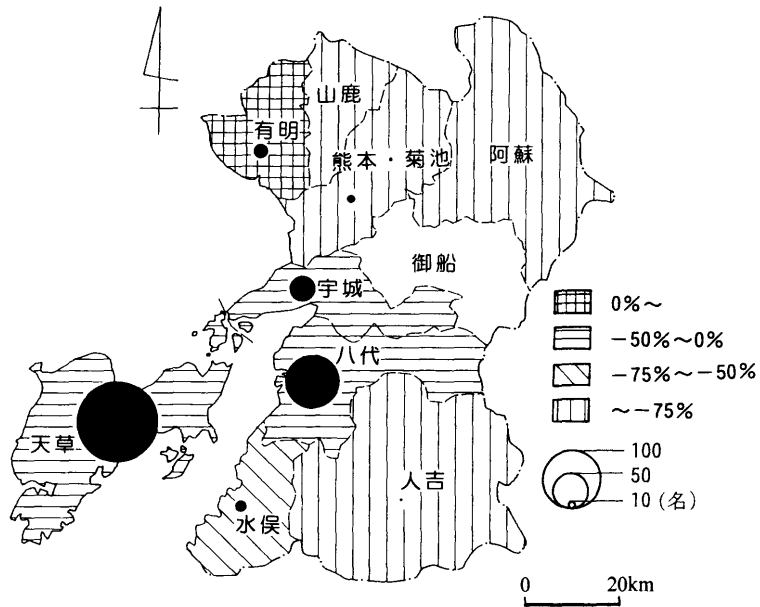 山鹿
有明
熊本・菊池
阿蘇
御船
宇城
八代
天草
人吉
水俣
0%〜
−50%〜0%
−75%〜−50%
〜−75%
100
50
10(名)
0 20km